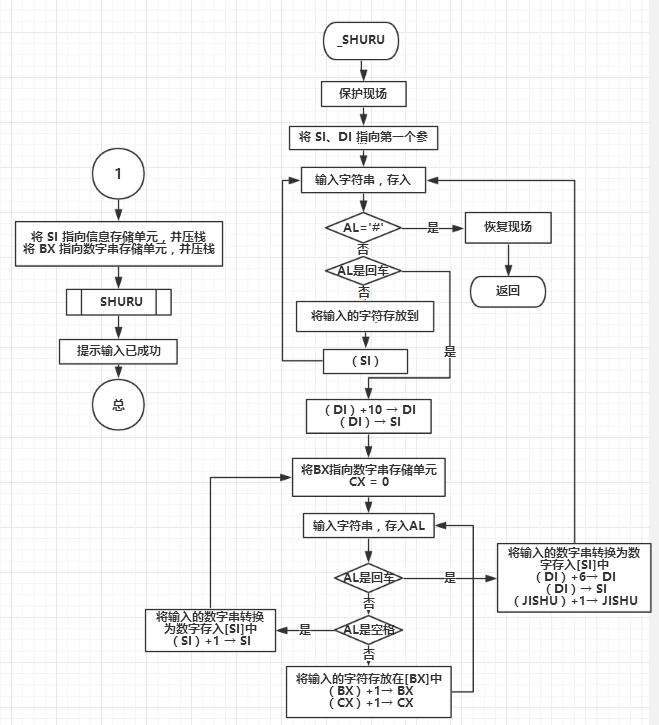 _SHURU
保护现场
将 SI、DI 指向第一个参
输入字符串，存入
AL='#'
是
恢复现场
返回
否
AL是回车
否
是
将输入的字符存放到
（SI）
（DI）+10 → DI
（DI）→ SI
将BX指向数字串存储单元
CX = 0
输入字符串，存入AL
AL是回车
是
将输入的数字串转换为数
字存入[SI]中
（DI）+6→ DI
（DI）→ SI
（JISHU）+1→ JISHU
否
AL是空格
是
将输入的数字串转换
为数字存入[SI]中
（SI）+1 → SI
否
将输入的字符存放在[BX]中
（BX）+1→ BX
（CX）+1→ CX
1
将 SI 指向信息存储单元，并压栈
将 BX 指向数字串存储单元，并压栈
SHURU
提示输入已成功
总